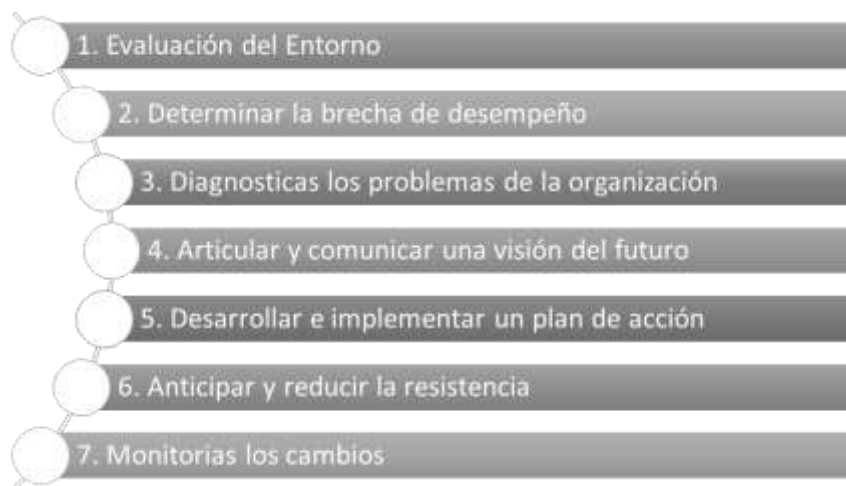 1. Evaluación del Entorno
2. Determinar la brecha de desempeño
3. Diagnosticas los problemas de la organización
4. Articular y comunicar una visión del futuro
5. Desarrollar e implementar un plan de acción
6. Anticipar y reducir la resistencia
7. Monitorias los cambios